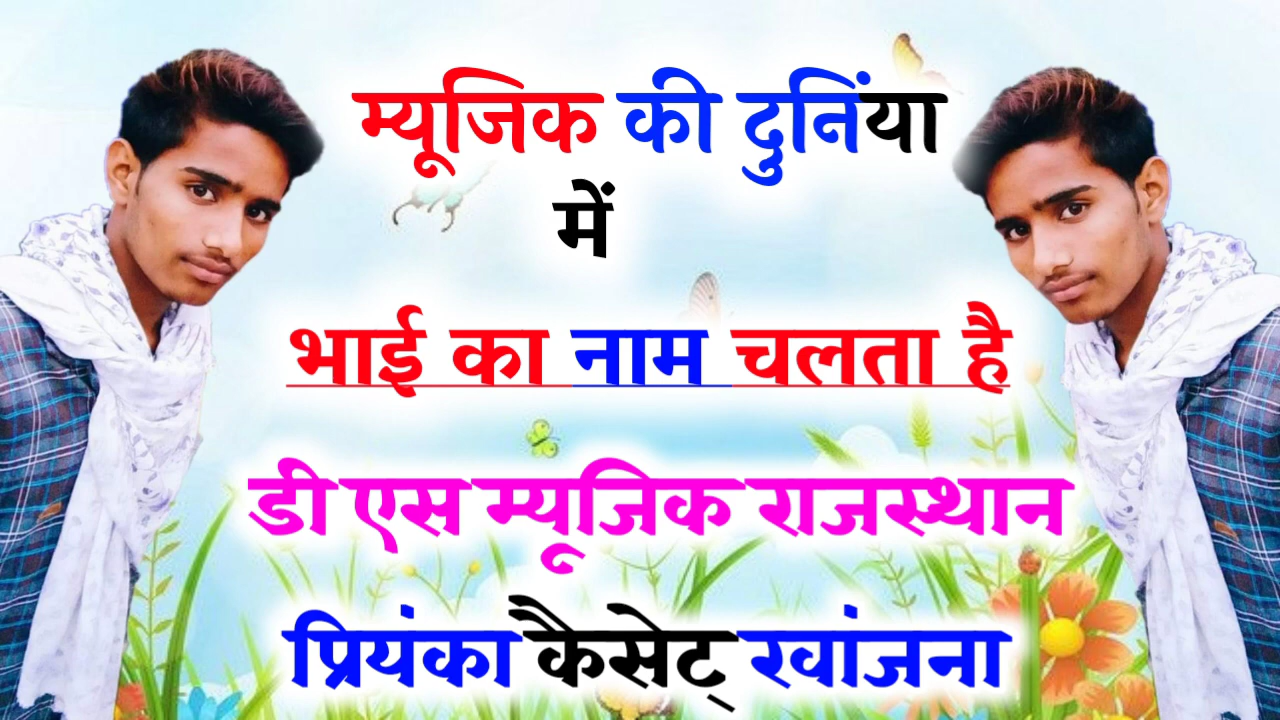 म्यूजिक की दुनिंया
में
भाई का नाम चलता है
डी एस म्यूजिक राजस्थान
प्रियंका कैसेट् खांजना